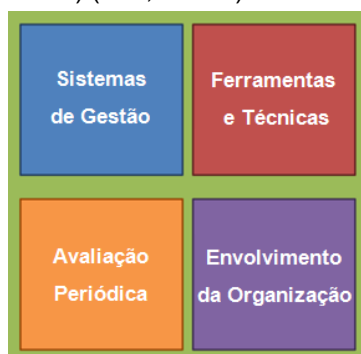 Sistemas
de Gestão
Ferramentas
e Técnicas
Avaliação
Periódica
Envolvimento
da Organização